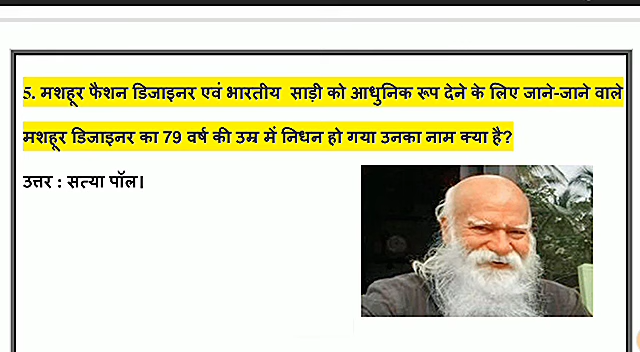 5. मशहूर फैशन डिजाइनर एवं भारतीय साड़ी को आधुनिक रूप देने के लिए जाने-जाने वाले
मशहूर डिजाइनर का 79 वर्ष की उम्र में निधन हो गया उनका नाम क्या है?
उत्तर : सत्या पॉल।